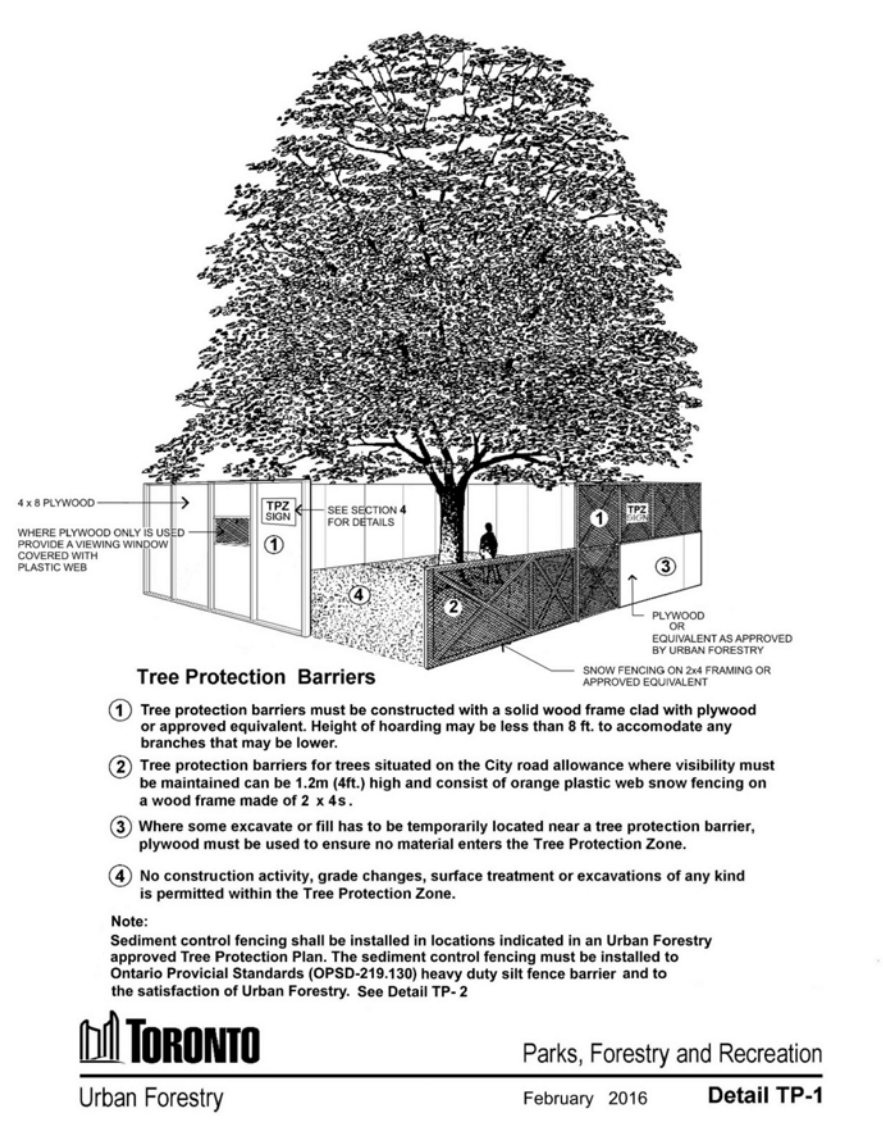 4 x 8 PLYWOOD
WHERE PLYWOOD ONLY IS USED
PROVIDE A VIEWING WINDOW
COVERED WITH
PLASTIC WEB
TPZ
SIGN
1
SEE SECTION 4
FOR DETAILS
4
2
1
TPZ
SIGN
3
PLYWOOD
OR
EQUIVALENT AS APPROVED
BY URBAN FORESTRY
SNOW FENCING ON 2x4 FRAMING OR
APPROVED EQUIVALENT
Tree Protection Barriers
1 Tree protection barriers must be constructed with a solid wood frame clad with plywood
or approved equivalent. Height of hoarding may be less than 8 ft. to accomodate any
branches that may be lower.
2 Tree protection barriers for trees situated on the City road allowance where visibility must
be maintained can be 1.2m (4ft.) high and consist of orange plastic web snow fencing on
a wood frame made of 2 x 4s.
3 Where some excavate or fill has to be temporarily located near a tree protection barrier,
plywood must be used to ensure no material enters the Tree Protection Zone.
4 No construction activity, grade changes, surface treatment or excavations of any kind
is permitted within the Tree Protection Zone.
Note:
Sediment control fencing shall be installed in locations indicated in an Urban Forestry
approved Tree Protection Plan. The sediment control fencing must be installed to
Ontario Provicial Standards (OPSD-219.130) heavy duty silt fence barrier and to
the satisfaction of Urban Forestry. See Detail TP- 2
TORONTO
Parks, Forestry and Recreation
Urban Forestry
February 2016
Detail TP-1